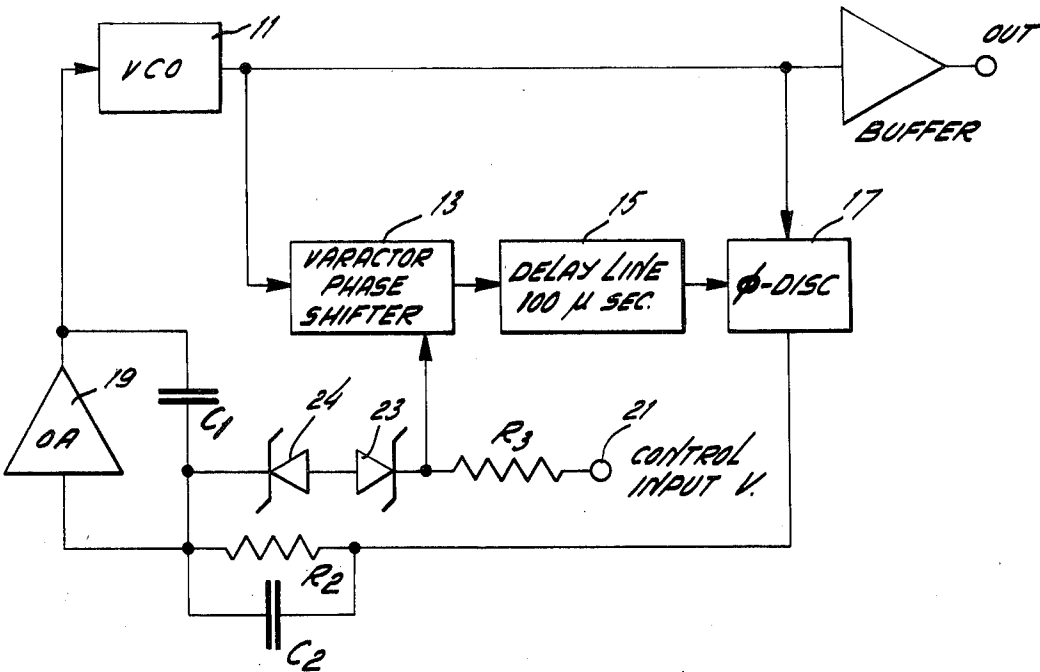 11
VCO
OUT
BUFFER
13
VARACTOR
PHASE
SHIFTER
15
DELAY LINE
100 μ SEC.
17
ϕ-DISC
19
OA
C1
24
23
R3
21
CONTROL
INPUT V.
R2
C2